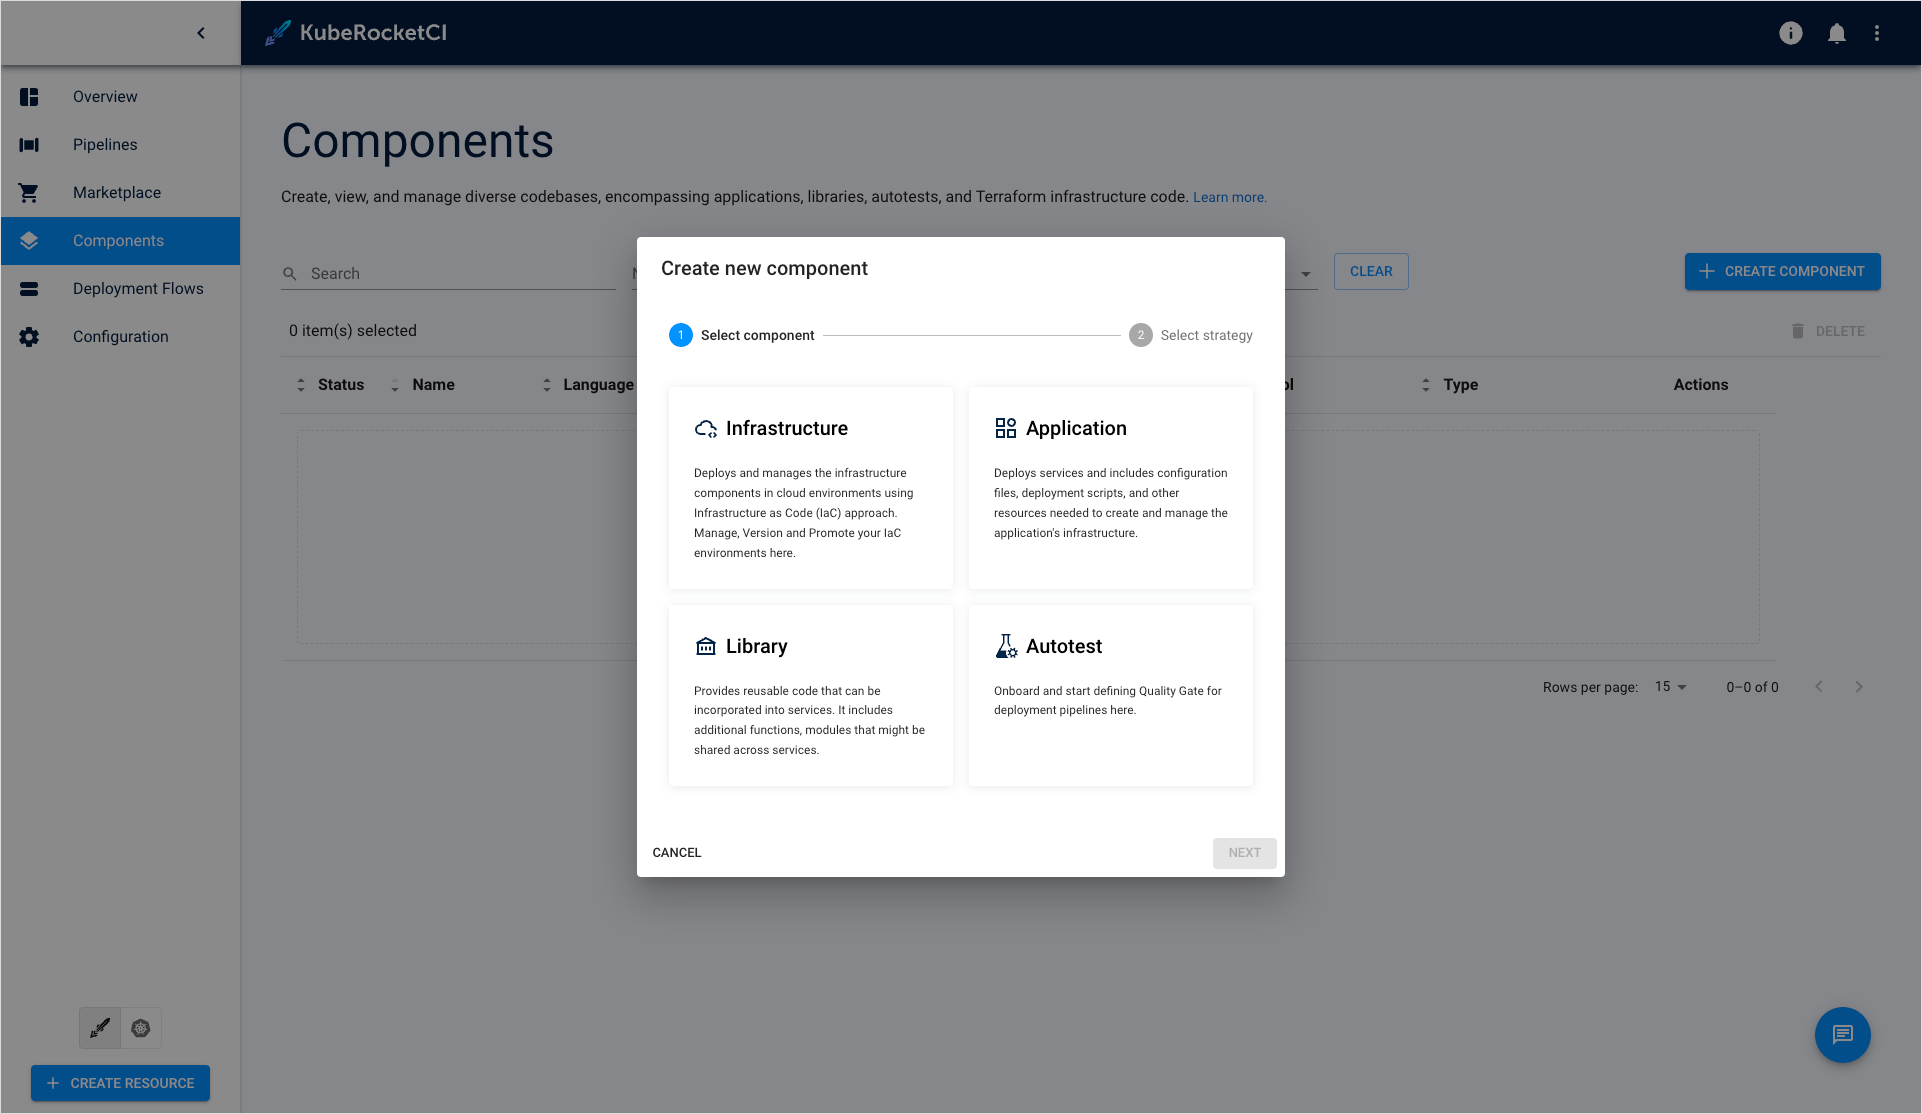 KubeRocketCI
Overview
Pipelines
Marketplace
Components
Deployment Flows
Configuration
CREATE RESOURCE
Components
Create, view, and manage diverse codebases, encompassing applications, libraries, autotests, and Terraform infrastructure code. Learn more.
Search
CLEAR
CREATE COMPONENT
0 item(s) selected
DELETE
Status Name Language Type Actions
Rows per page: 15 0–0 of 0
Create new component
1 Select component
2 Select strategy
Infrastructure
Deploys and manages the infrastructure
components in cloud environments using
Infrastructure as Code (IaC) approach.
Manage, Version and Promote your IaC
environments here.
Application
Deploys services and includes configuration
files, deployment scripts, and other
resources needed to create and manage the
application's infrastructure.
Library
Provides reusable code that can be
incorporated into services. It includes
additional functions, modules that might be
shared across services.
Autotest
Onboard and start defining Quality Gate for
deployment pipelines here.
CANCEL
NEXT